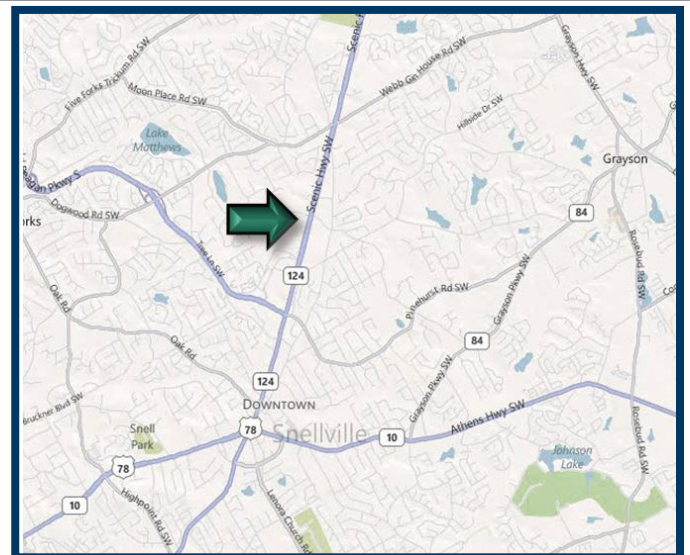 Scenic H
Five Forks Trickum Rd SW
Moon Place Rd SW
Webb Gin House Rd SW
Grayson Hwy SW
Hillside Dr SW
Lake
Matthews
Grayson
Pkwy S
Dogwood Rd SW
rks
Scenic Hwy SW
84
Rosebud Rd SW
Tree Ln SW
124
Oak Rd
Pinehurst Rd SW
Grayson Pkwy SW
84
Oak Rd
124
DOWNTOWN
Grayson Pkwy SW
Athens Hwy SW
Bruckner Blvd SW
Snell
Park
78
Snellville
10
Rosebud Rd SW
78
Johnson
Lake
10
Highpoint Rd SW
Lenora Church Rd